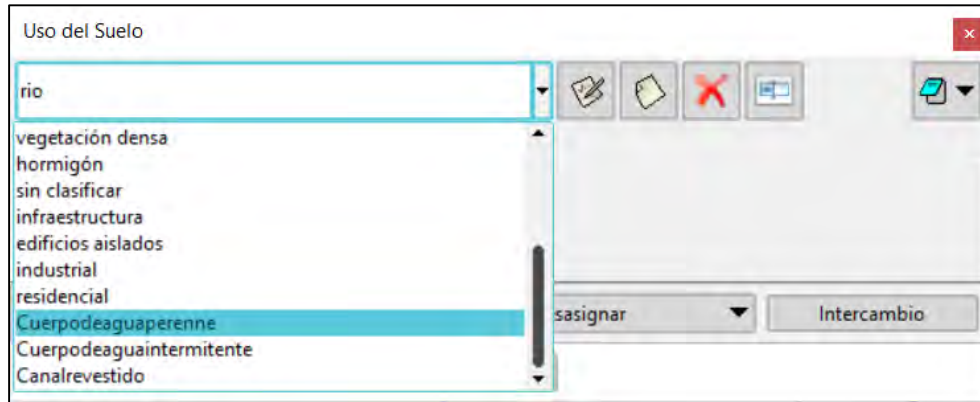 Uso del Suelo
rio
vegetación densa
hormigón
sin clasificar
infraestructura
edificios aislados
industrial
residencial
Cuerpodeaguaperenne
sasignar
Intercambio
Cuerpodeaguaintermitente
Canalrevestido